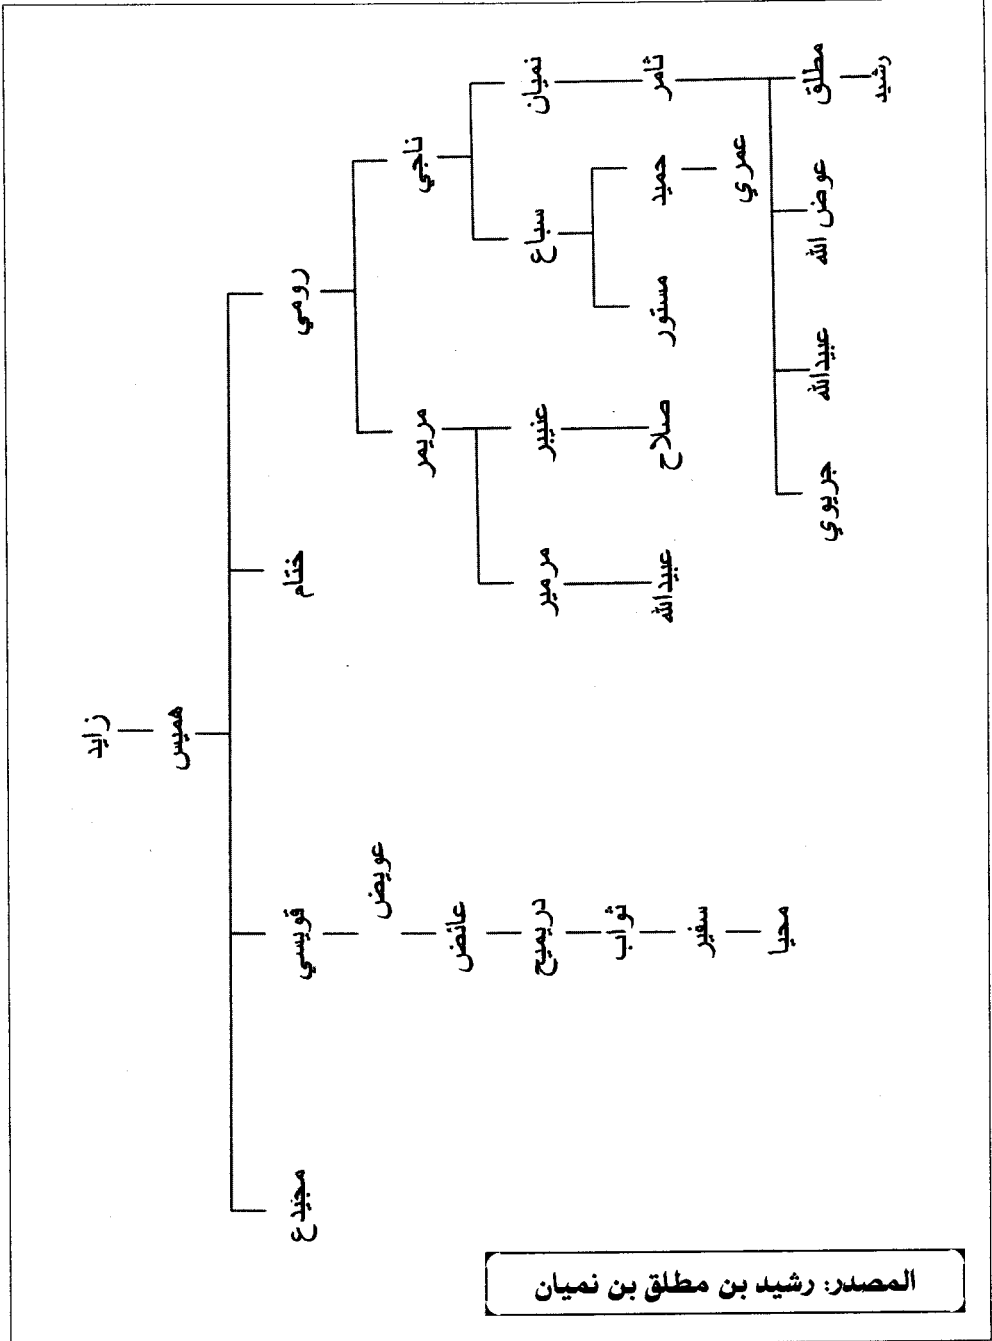 زايد
هميس
رومي
ختام
قويسي
مجيدع
ناجي
مريمر
عويض
نميان
سباع
عنيبر
مرمير
عائض
ثامر
حميد
مستور
صلاح
عبيدالله
دريميح
عمري
ثواب
مطلق
عوض الله
عبيدالله
جريوي
سفير
رشيد
محيا
المصدر: رشيد بن مطلق بن نميان